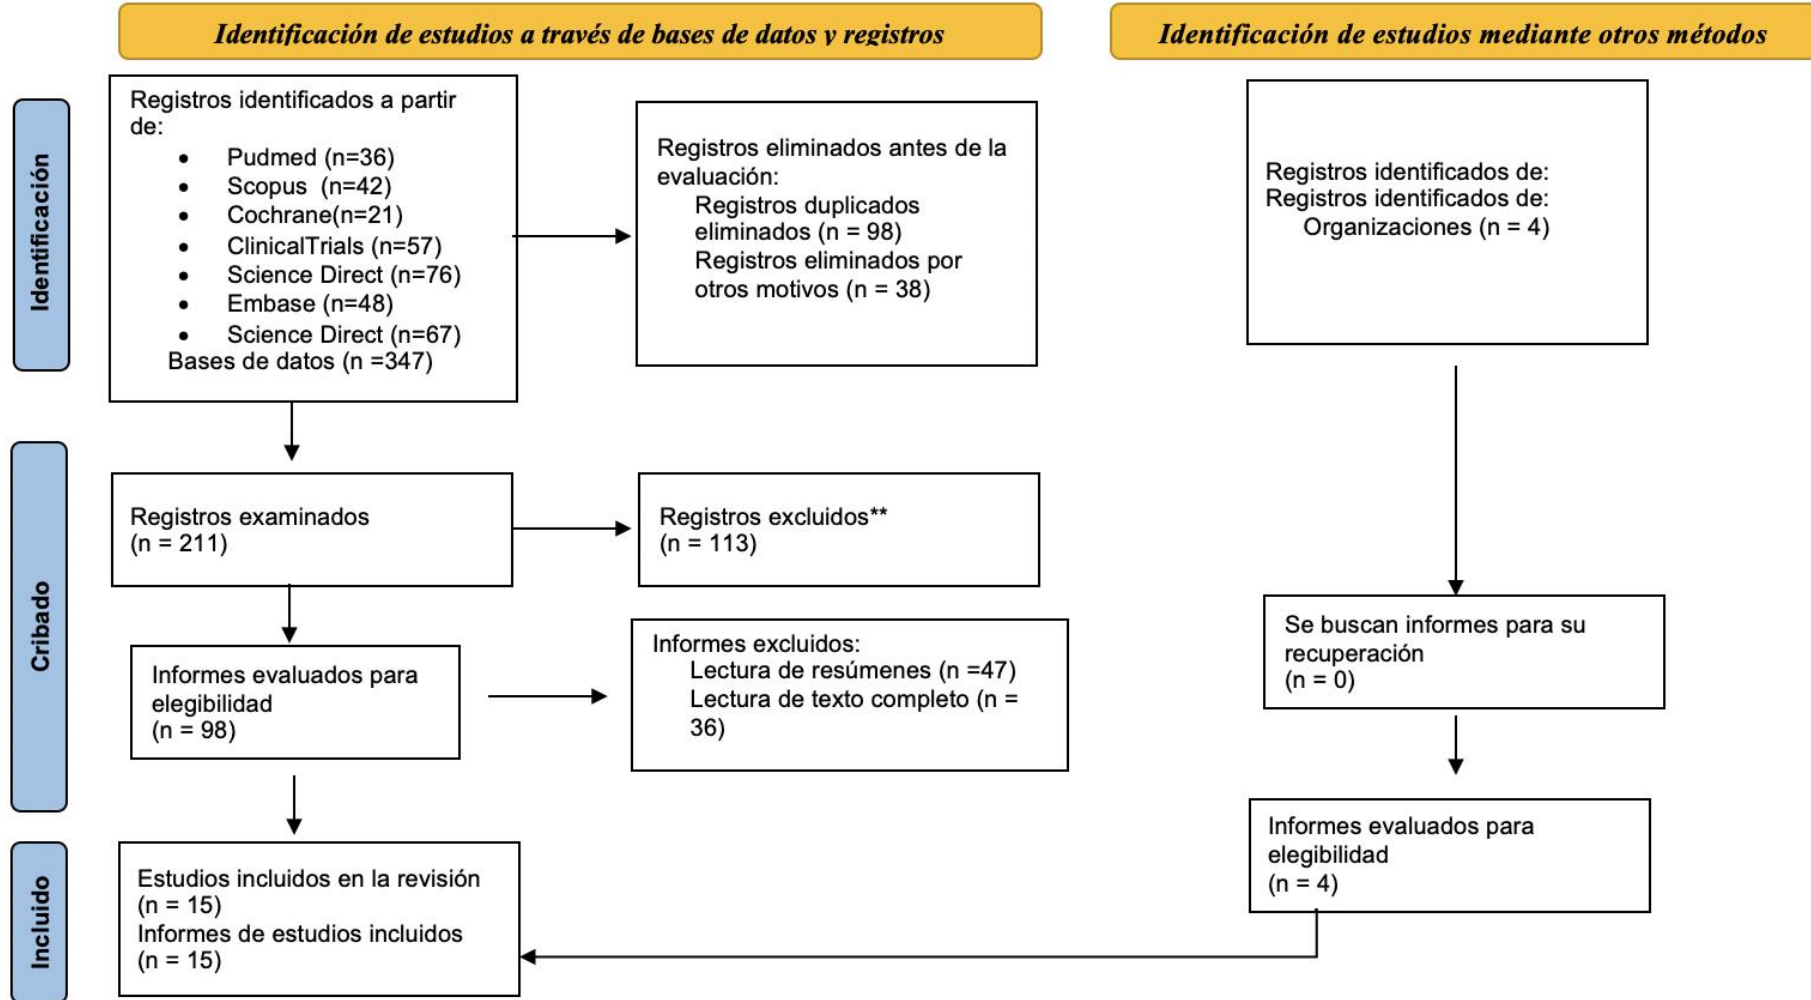 Identificación de estudios a través de bases de datos y registros
Identificación de estudios mediante otros métodos
Identificación
Registros identificados a partir
de:
• Pudmed (n=36)
• Scopus (n=42)
• Cochrane(n=21)
• ClinicalTrials (n=57)
• Science Direct (n=76)
• Embase (n=48)
• Science Direct (n=67)
Bases de datos (n =347)
Registros eliminados antes de la
evaluación:
Registros duplicados
eliminados (n = 98)
Registros eliminados por
otros motivos (n = 38)
Registros identificados de:
Registros identificados de:
Organizaciones (n = 4)
Cribado
Registros examinados
(n = 211)
Registros excluidos**
(n = 113)
Informes evaluados para
elegibilidad
(n = 98)
Informes excluidos:
Lectura de resúmenes (n =47)
Lectura de texto completo (n =
36)
Se buscan informes para su
recuperación
(n = 0)
Informes evaluados para
elegibilidad
(n = 4)
Incluido
Estudios incluidos en la revisión
(n = 15)
Informes de estudios incluidos
(n = 15)